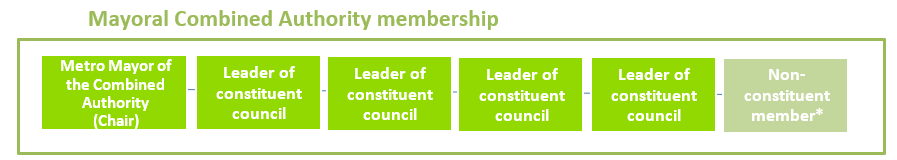 Mayoral Combined Authority membership
Metro Mayor of
the Combined
Authority
(Chair)
Leader of
constituent
council
Leader of
constituent
council
Leader of
constituent
council
Leader of
constituent
council
Non-
constituent
member*